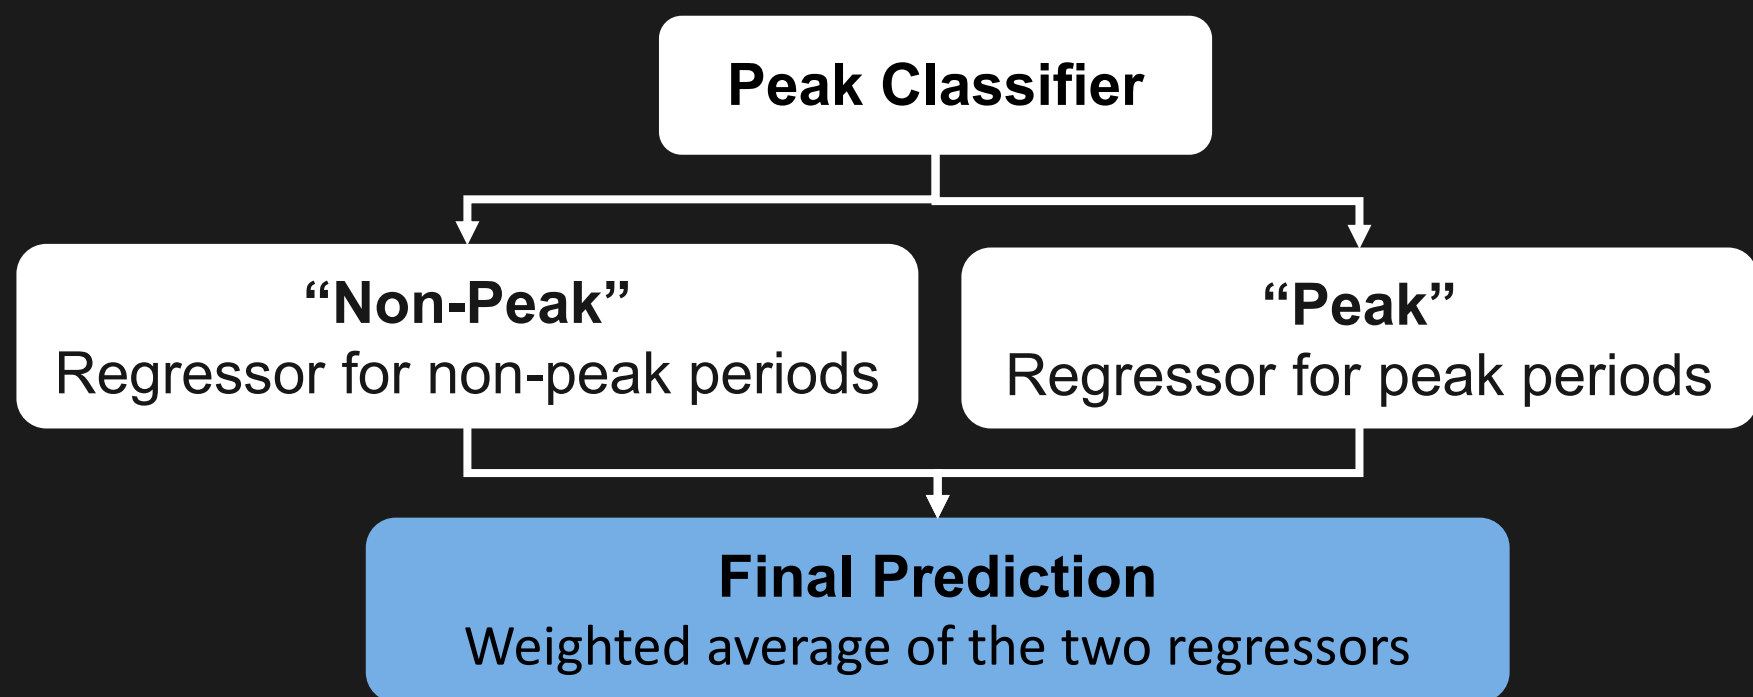 Peak Classifier
“Non-Peak”
Regressor for non-peak periods
“Peak”
Regressor for peak periods
Final Prediction
Weighted average of the two regressors